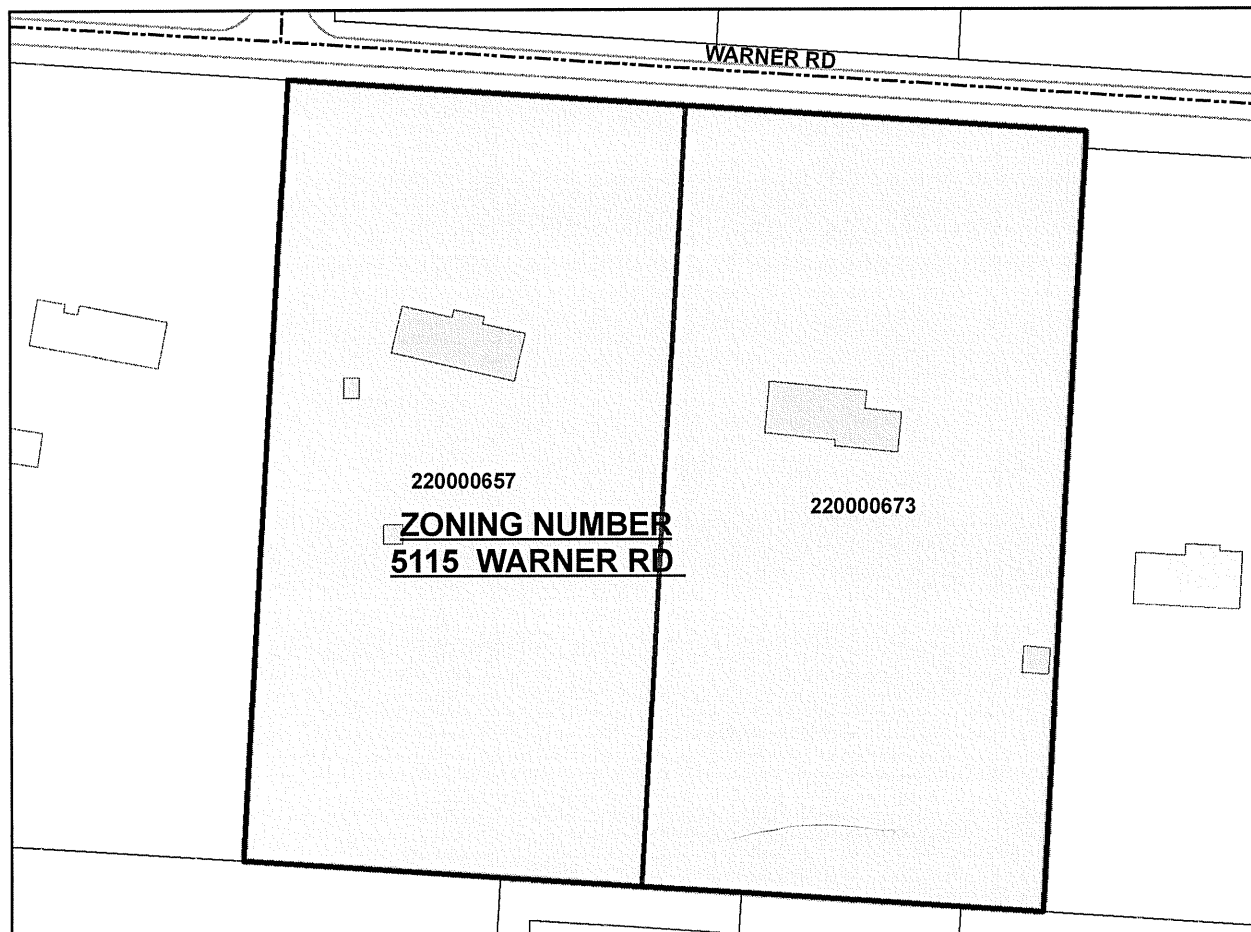 WARNER RD
220000657
220000673
ZONING NUMBER
5115 WARNER RD